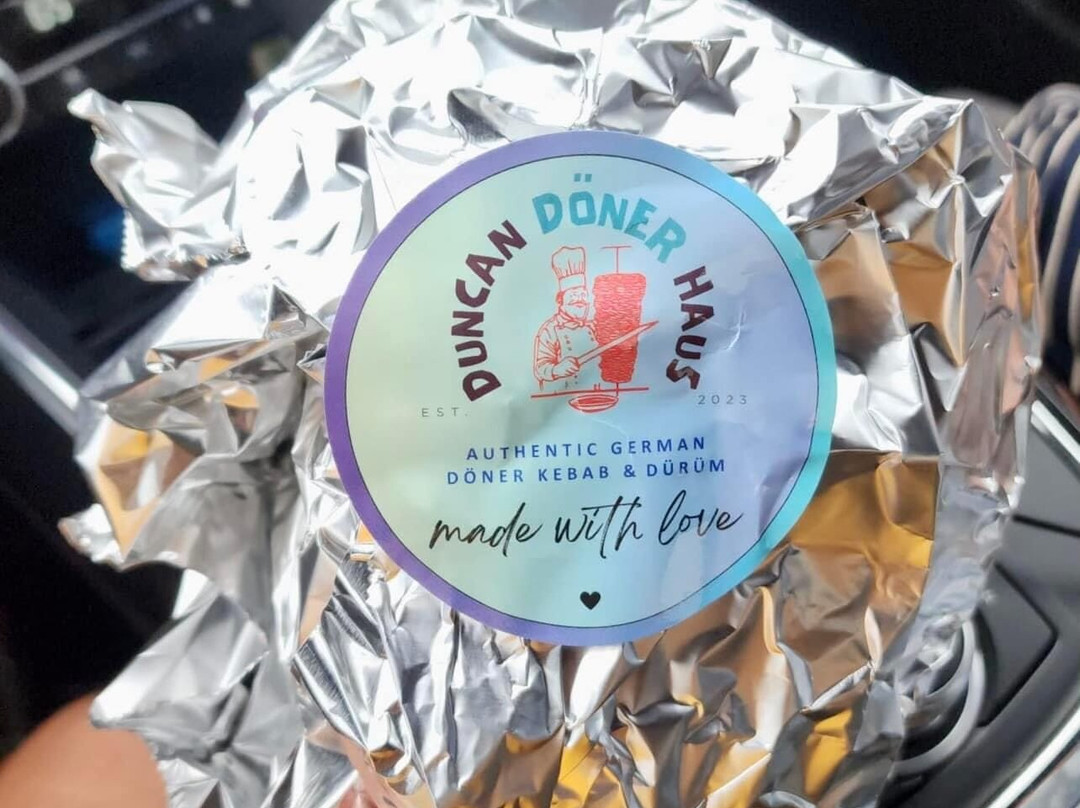 DUNCAN DÖNER HAUS
EST. 2023
AUTHENTIC GERMAN
DÖNER KEBAB & DÜRÜM
made with love